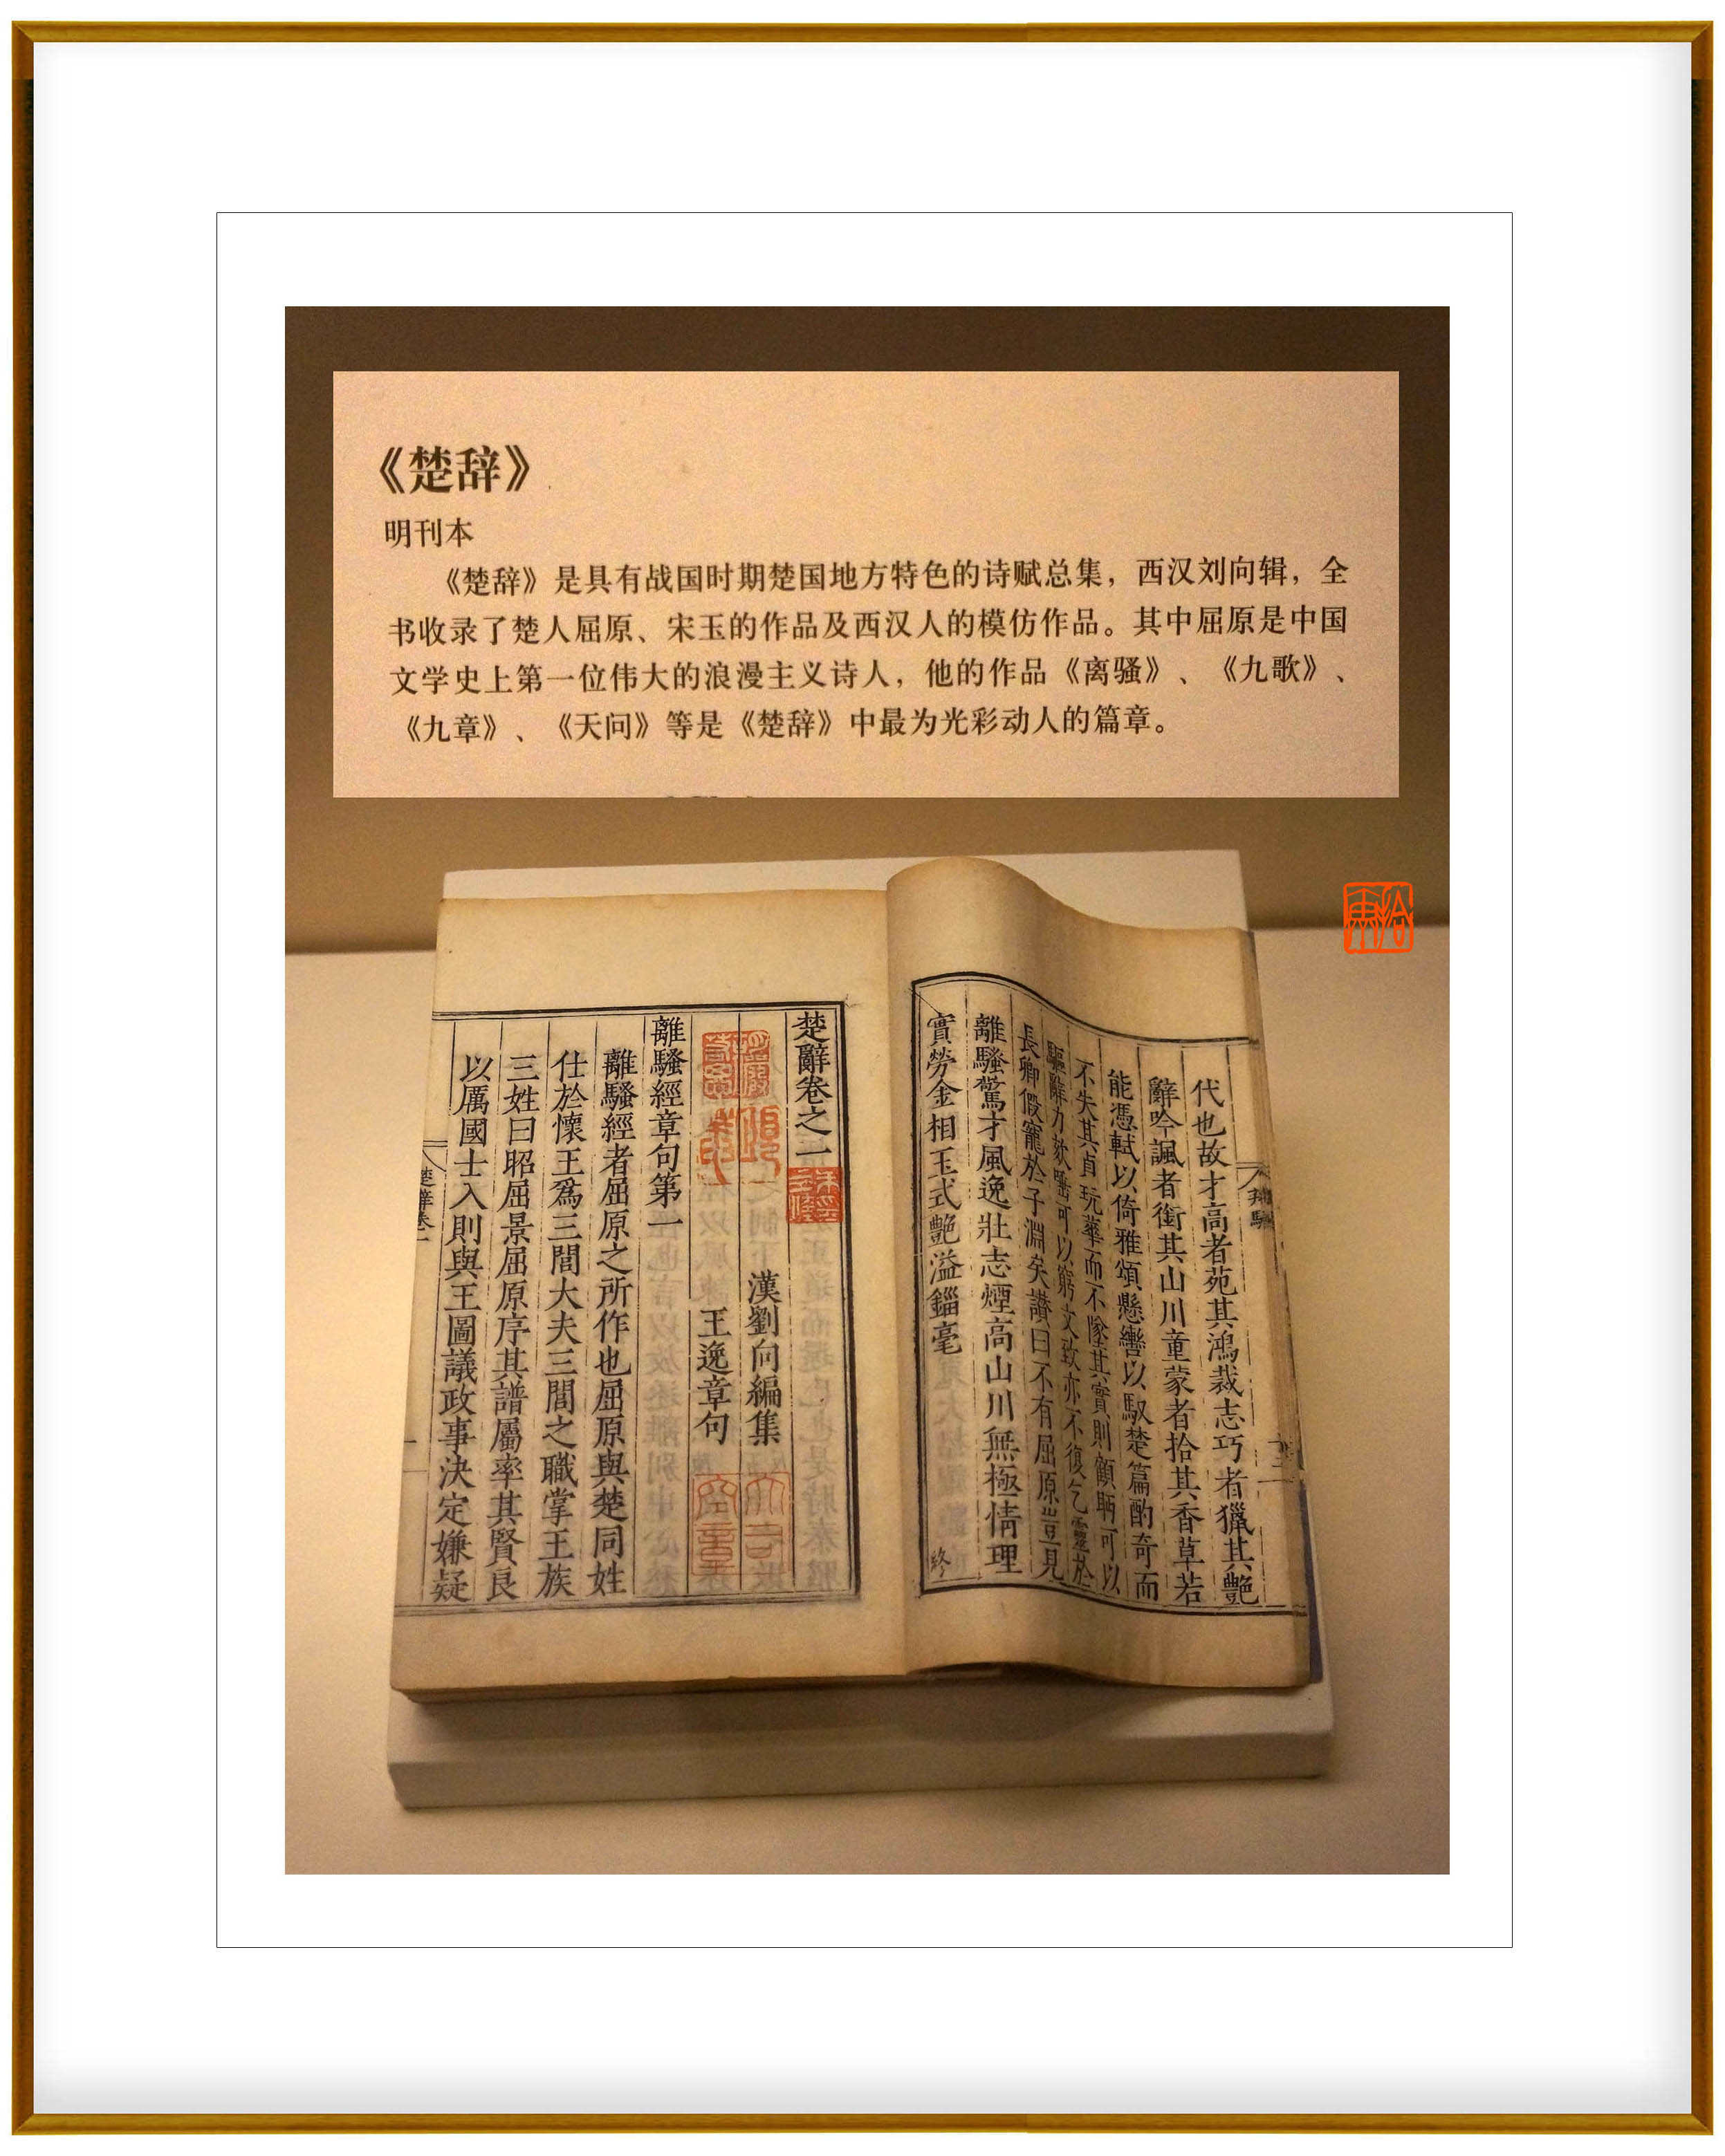 《楚辞》
明刊本
《楚辞》是具有战国时期楚国地方特色的诗赋总集，西汉刘向辑，全
书收录了楚人屈原、宋玉的作品及西汉人的模仿作品。其中屈原是中国
文学史上第一位伟大的浪漫主义诗人，他的作品《离骚》、《九歌》、
《九章》、《天问》等是《楚辞》中最为光彩动人的篇章。
代也故才高者菀其鴻裁志巧者獵其艷
辭吟諷者銜其山川童蒙者拾其香草若
能憑軾以倚雅頌懸轡以馭楚篇酌奇而
不失其貞玩華而不墜其實則顧眄可以
驅辭力欬唾可以窮文致亦不復乞靈於
長卿假寵於子淵矣讚曰不有屈原豈見
離騷驚才風逸壯志煙高山川無極情理
實勞金相玉式艷溢錙毫
終
楚辭卷之一
漢劉向編集
王逸章句
離騷經章句第一
離騷經者屈原之所作也屈原與楚同姓
仕於懷王為三閭大夫三閭之職掌王族
三姓曰昭屈景屈原序其譜屬率其賢良
以厲國士入則與王圖議政事決定嫌疑
楚辭卷一